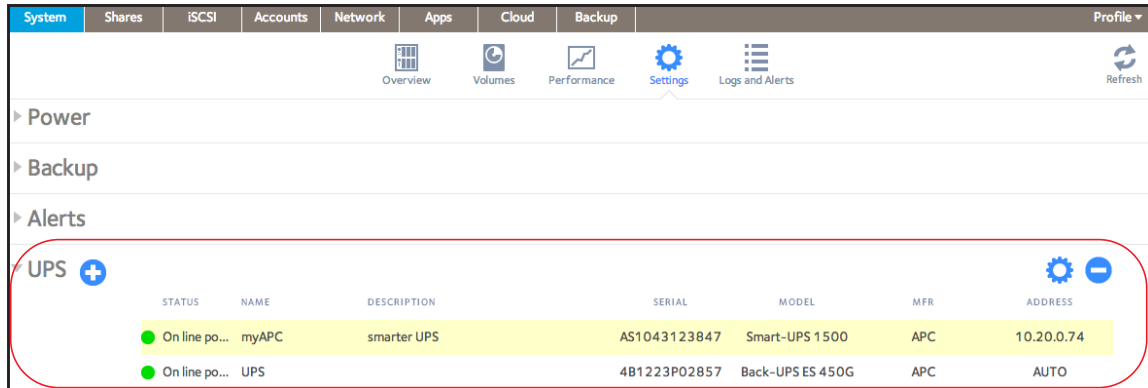 System Shares iSCSI Accounts Network Apps Cloud Backup Profile
Overview Volumes Performance Settings Logs and Alerts Refresh
Power
Backup
Alerts
UPS
STATUS NAME DESCRIPTION SERIAL MODEL MFR ADDRESS
On line po... myAPC smarter UPS AS1043123847 Smart-UPS 1500 APC 10.20.0.74
On line po... UPS 4B1223P02857 Back-UPS ES 450G APC AUTO